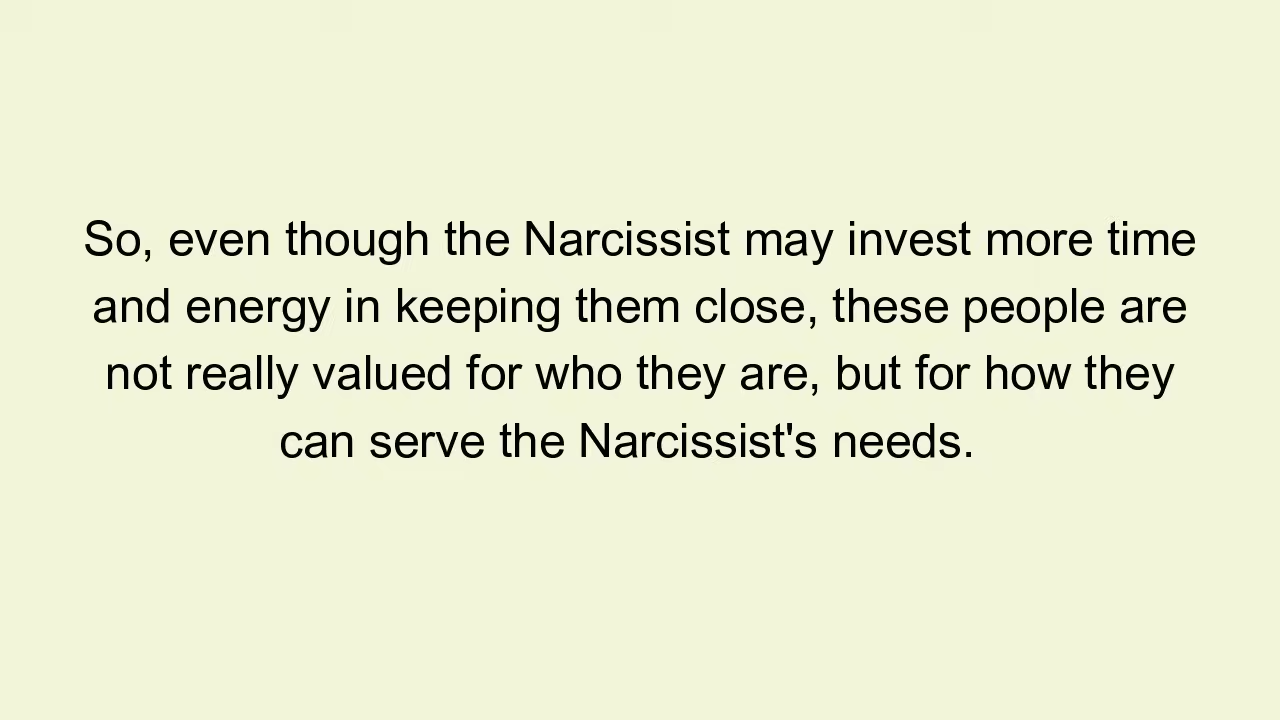 So, even though the Narcissist may invest more time
and energy in keeping them close, these people are
not really valued for who they are, but for how they
can serve the Narcissist's needs.